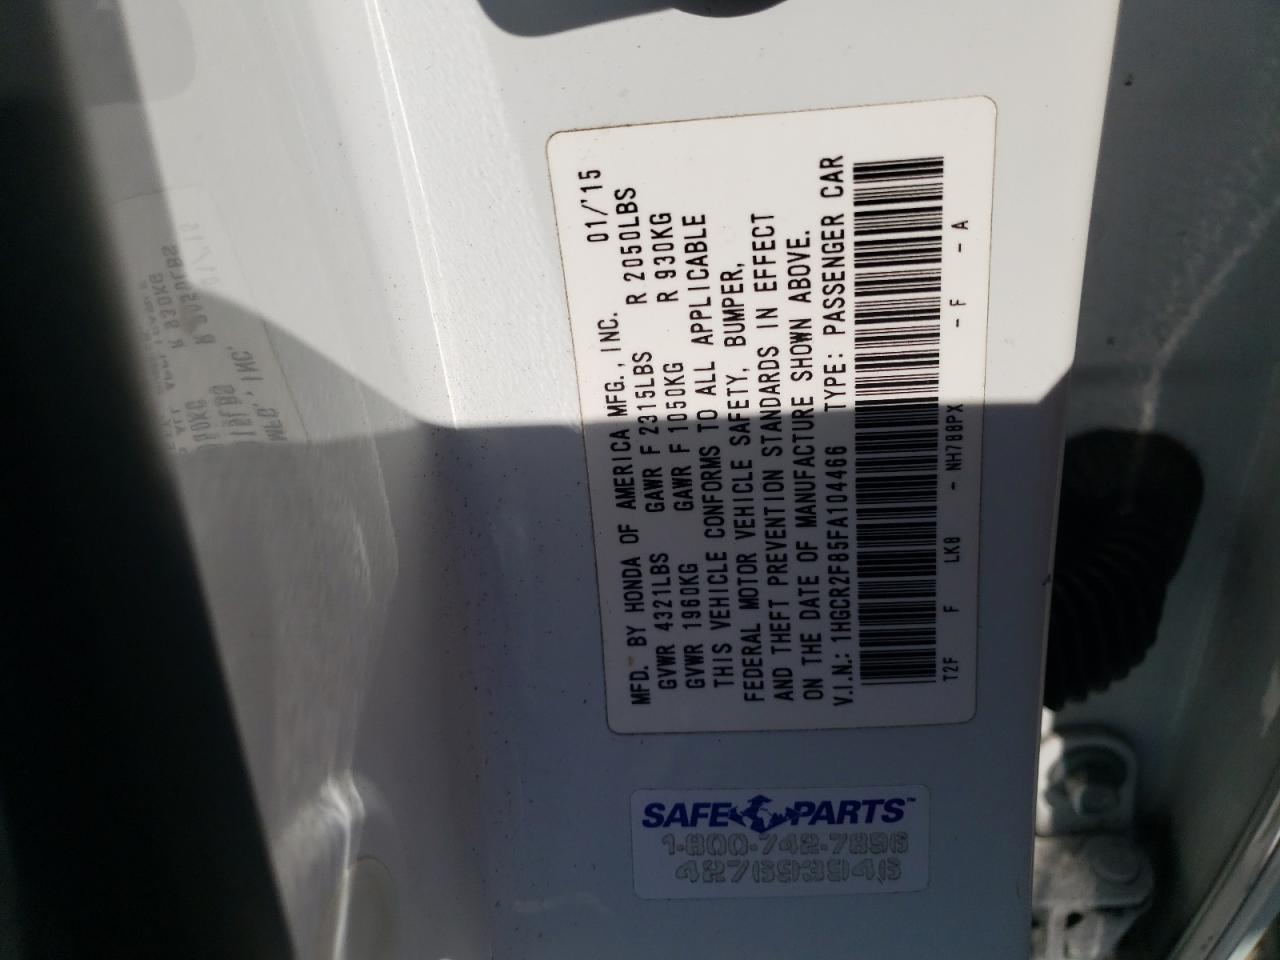 MFD. BY HONDA OF AMERICA MFG., INC. 01/'15
GVWR 4321LBS GAWR F 2315LBS R 2050LBS
GVWR 1960KG GAWR F 1050KG R 930KG
THIS VEHICLE CONFORMS TO ALL APPLICABLE
FEDERAL MOTOR VEHICLE SAFETY, BUMPER,
AND THEFT PREVENTION STANDARDS IN EFFECT
ON THE DATE OF MANUFACTURE SHOWN ABOVE.
V.I.N.: 1HGCR2F85FA104466 TYPE: PASSENGER CAR
T2F F LK8 - NH788PX - F - A
SAFE PARTS™
1-800-742-7896
427693946